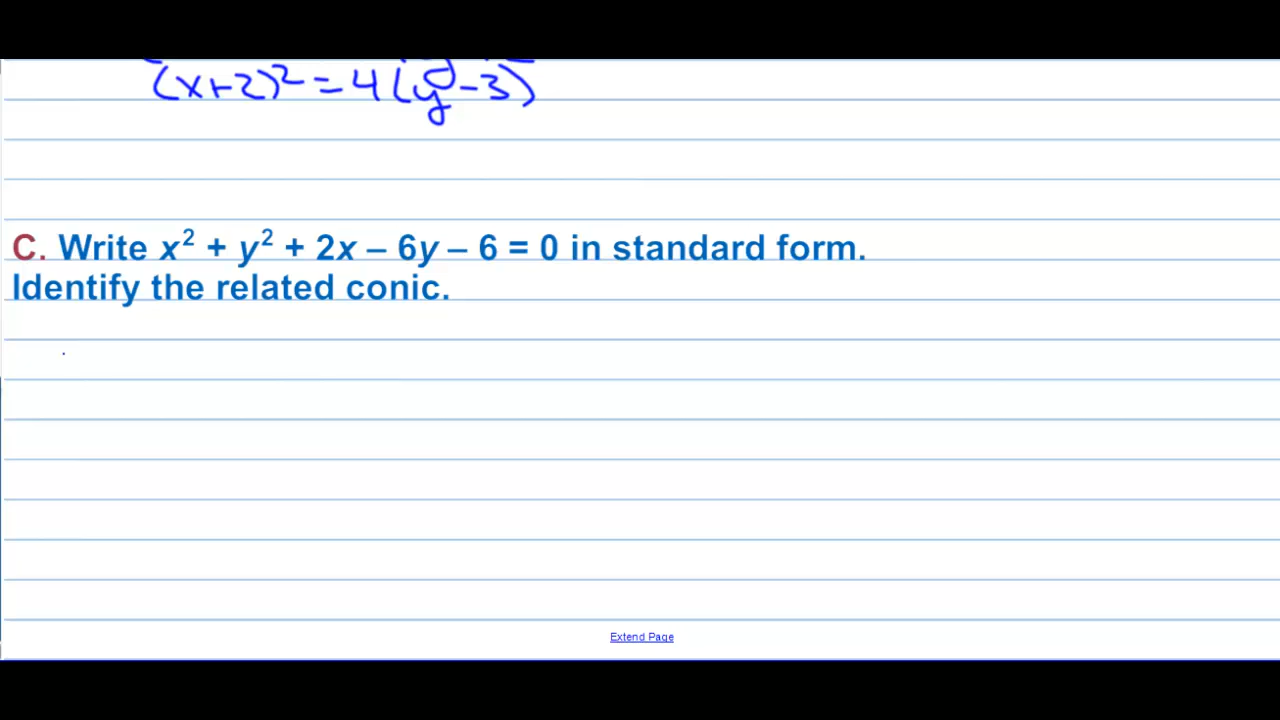 (x+2)² = 4(y-3)
C. Write x² + y² + 2x – 6y – 6 = 0 in standard form.
Identify the related conic.
Extend Page